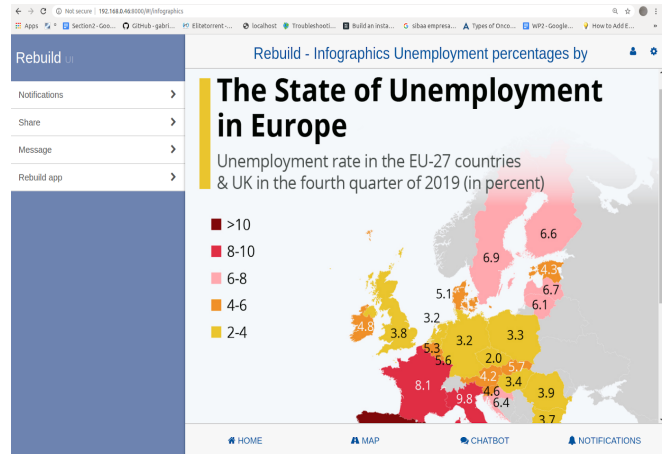 Not secure | 192.168.0.46:8000/#!/infographics
Apps
Section2 - Goo...
GitHub - gabri...
Elitetorrent -...
localhost
Troubleshooti...
Build an insta...
sibaa empresa...
Types of Onco...
WP2 - Google...
How to Add E...
»
Rebuild UI
Rebuild - Infographics Unemployment percentages by
Notifications
Share
Message
Rebuild app
The State of Unemployment
in Europe
Unemployment rate in the EU-27 countries
& UK in the fourth quarter of 2019 (in percent)
>10
8-10
6-8
4-6
2-4
6.6
6.9
4.3
6.7
6.1
5.1
3.2
4.8
3.8
3.3
3.2
5.3
5.6
2.0
5.7
4.2
3.4
4.6
6.4
8.1
9.8
3.9
3.7
HOME
MAP
CHATBOT
NOTIFICATIONS